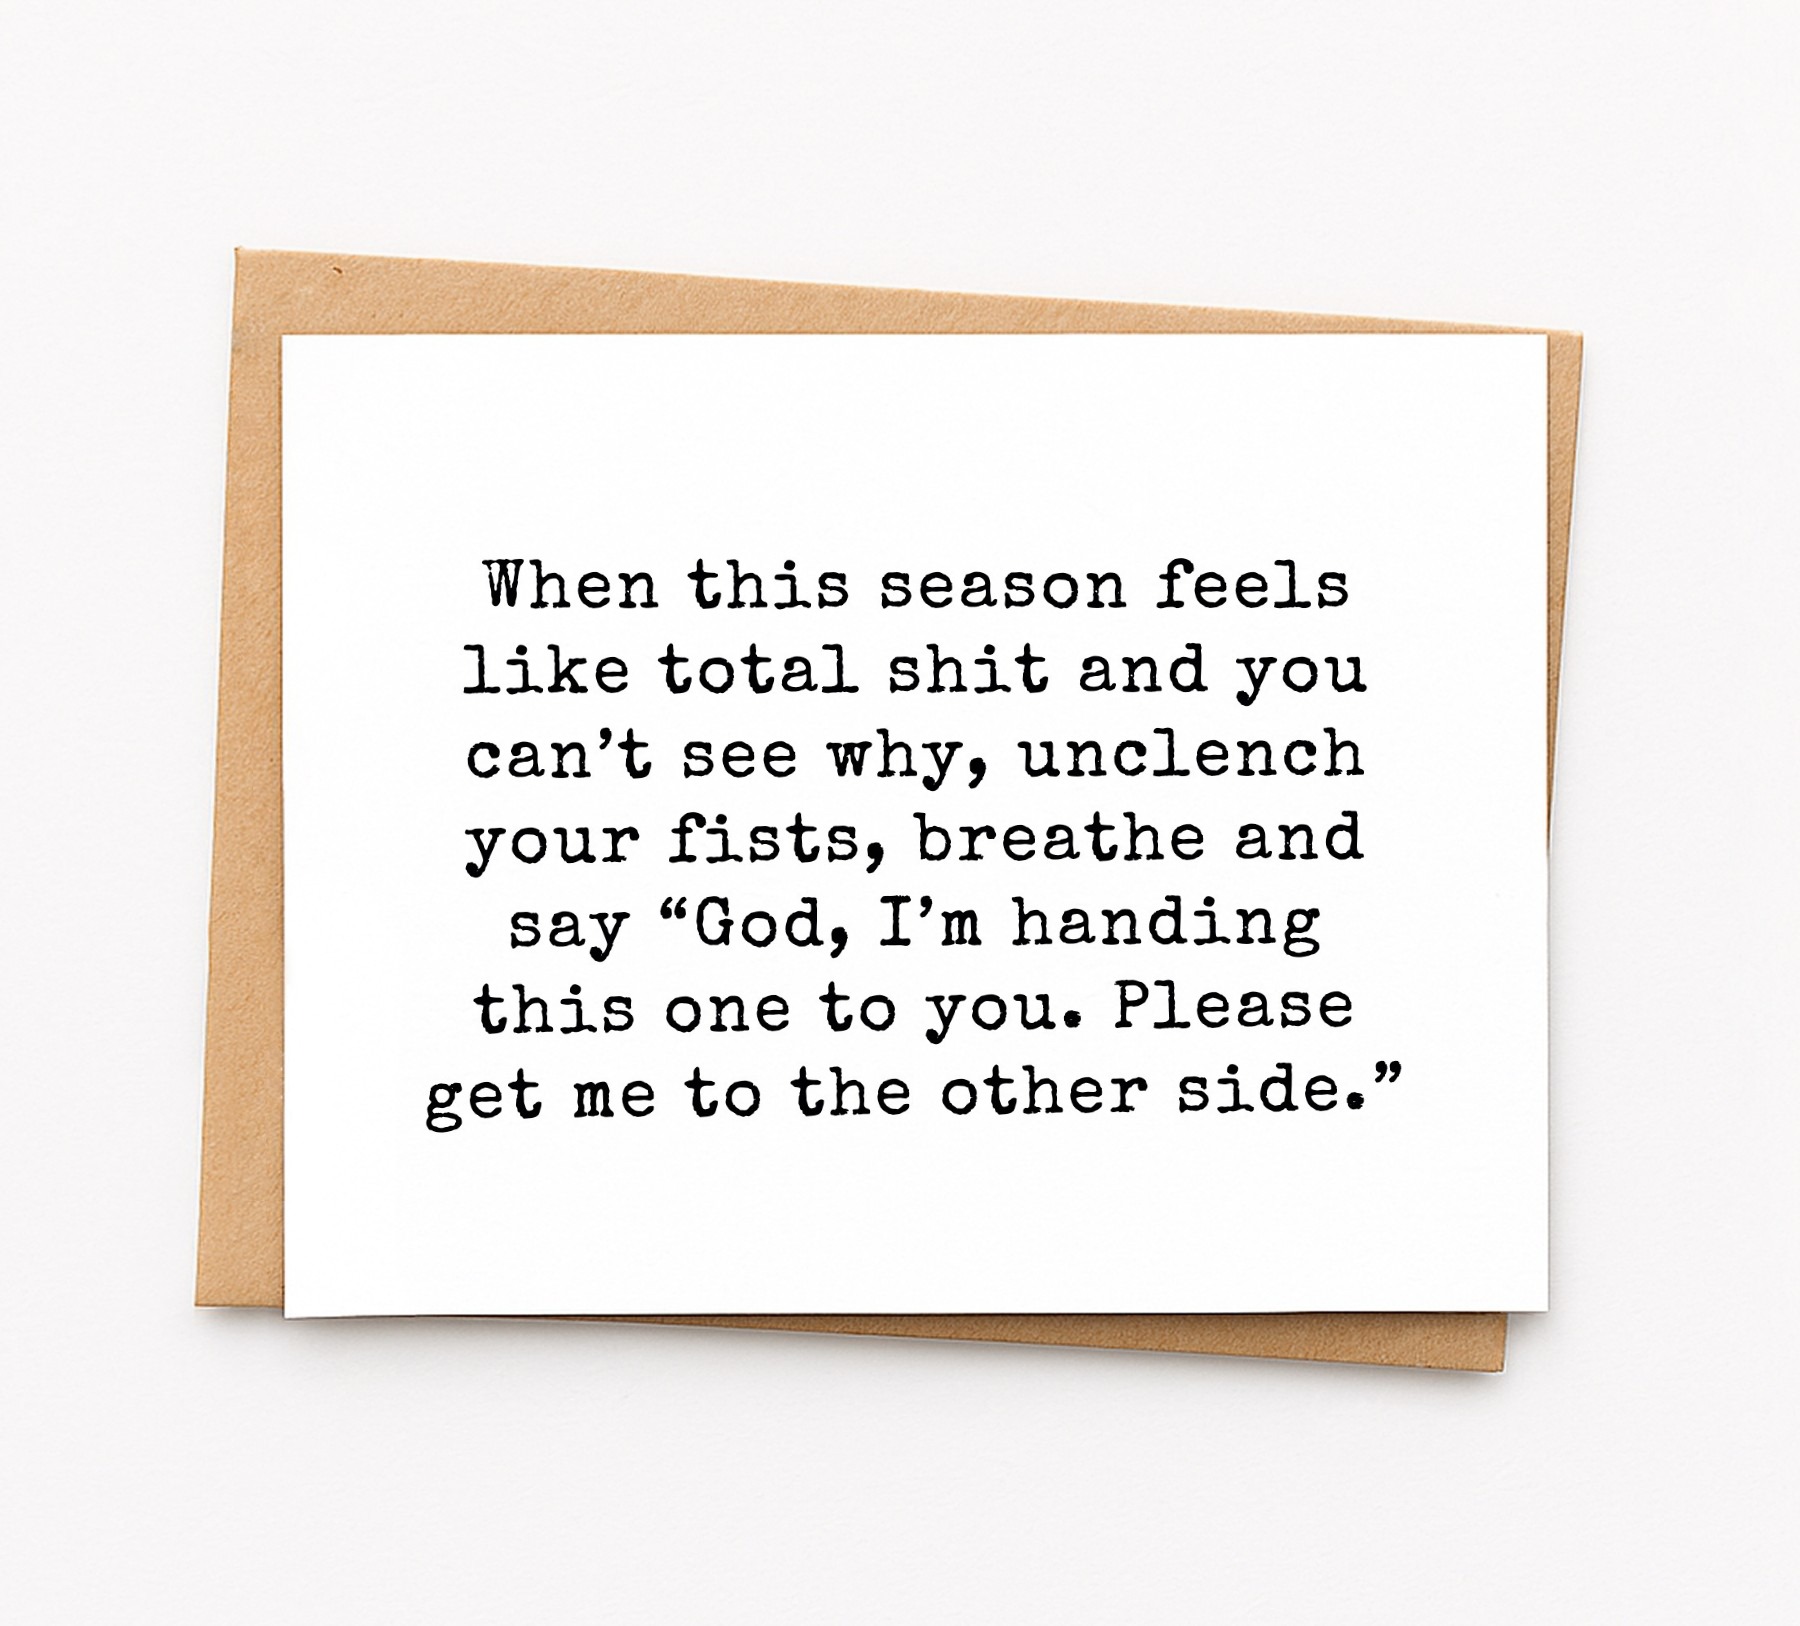 When this season feels
like total shit and you
can’t see why, unclench
your fists, breathe and
say “God, I’m handing
this one to you. Please
get me to the other side.”